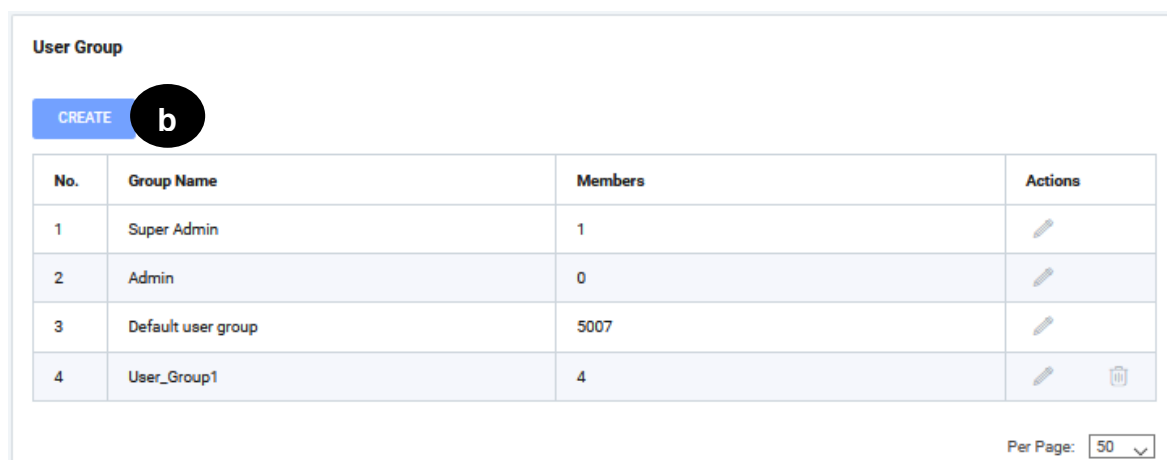 User Group
CREATE b
No. Group Name Members Actions
1 Super Admin 1
2 Admin 0
3 Default user group 5007
4 User_Group1 4
Per Page: 50